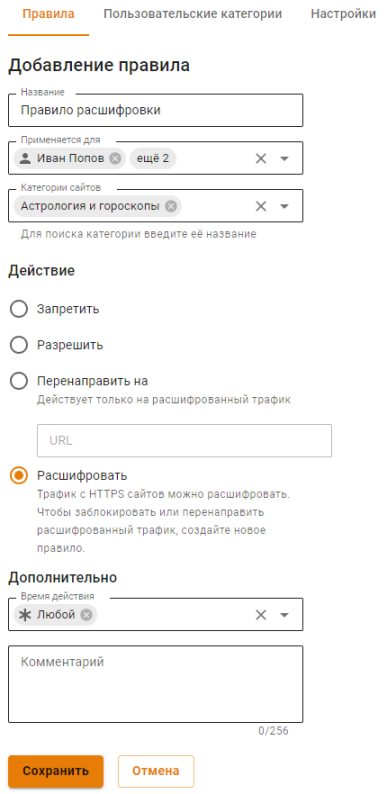 Правила Пользовательские категории Настройки
Добавление правила
Название
Правило расшифровки
Применяется для
Иван Попов ещё 2
Категории сайтов
Астрология и гороскопы
Для поиска категории введите её название
Действие
Запретить
Разрешить
Перенаправить на
Действует только на расшифрованный трафик
URL
Расшифровать
Трафик с HTTPS сайтов можно расшифровать.
Чтобы заблокировать или перенаправить
расшифрованный трафик, создайте новое
правило.
Дополнительно
Время действия
Любой
Комментарий
0/256
Сохранить Отмена